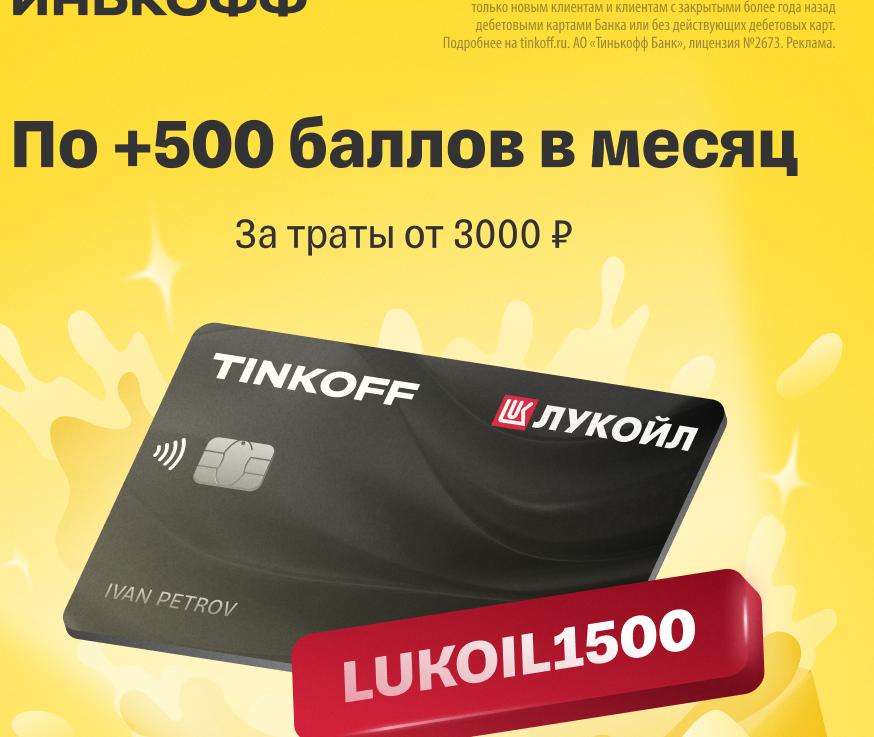 ИНЬКОФФ
только новым клиентам и клиентам с закрытыми более года назад
дебетовыми картами Банка или без действующих дебетовых карт.
Подробнее на tinkoff.ru. АО «Тинькофф Банк», лицензия №2673. Реклама.
По +500 баллов в месяц
За траты от 3000 ₽
TINKOFF
LUK ЛУКОЙЛ
IVAN PETROV
LUKOIL1500